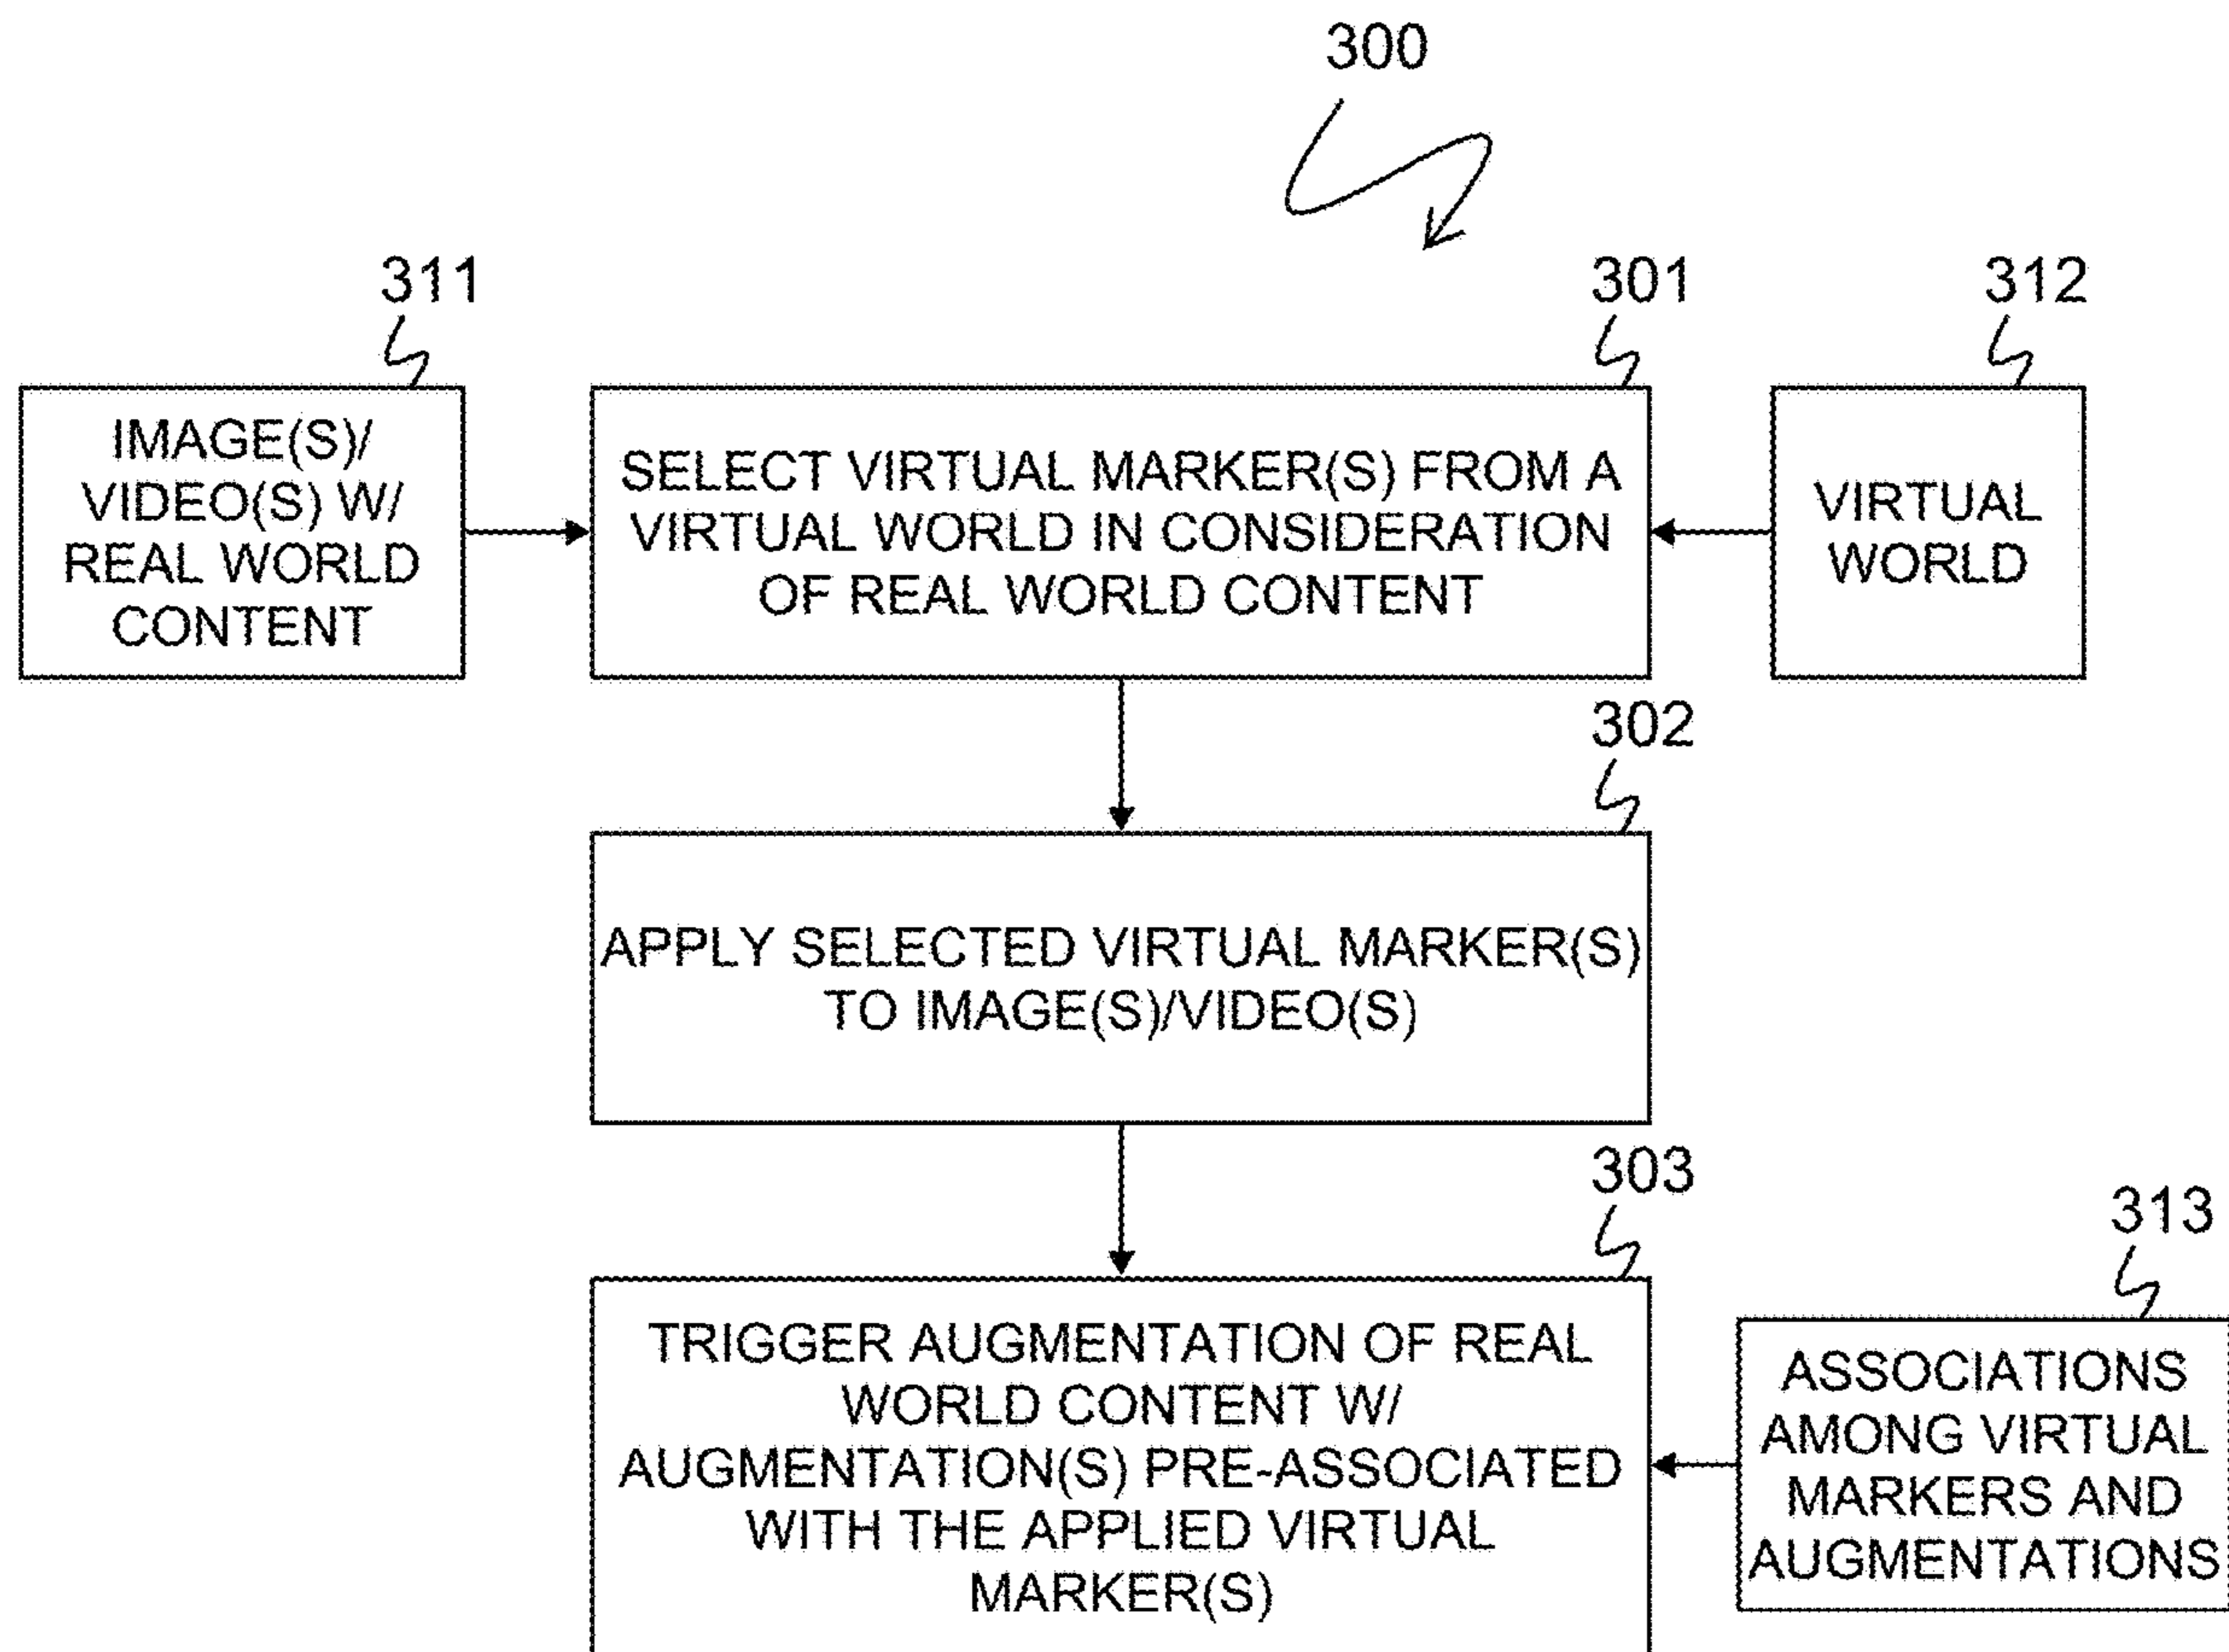 300
311
301
312
IMAGE(S)/
VIDEO(S) W/
REAL WORLD
CONTENT
SELECT VIRTUAL MARKER(S) FROM A
VIRTUAL WORLD IN CONSIDERATION
OF REAL WORLD CONTENT
VIRTUAL
WORLD
302
APPLY SELECTED VIRTUAL MARKER(S)
TO IMAGE(S)/VIDEO(S)
303
313
TRIGGER AUGMENTATION OF REAL
WORLD CONTENT W/
AUGMENTATION(S) PRE-ASSOCIATED
WITH THE APPLIED VIRTUAL
MARKER(S)
ASSOCIATIONS
AMONG VIRTUAL
MARKERS AND
AUGMENTATIONS